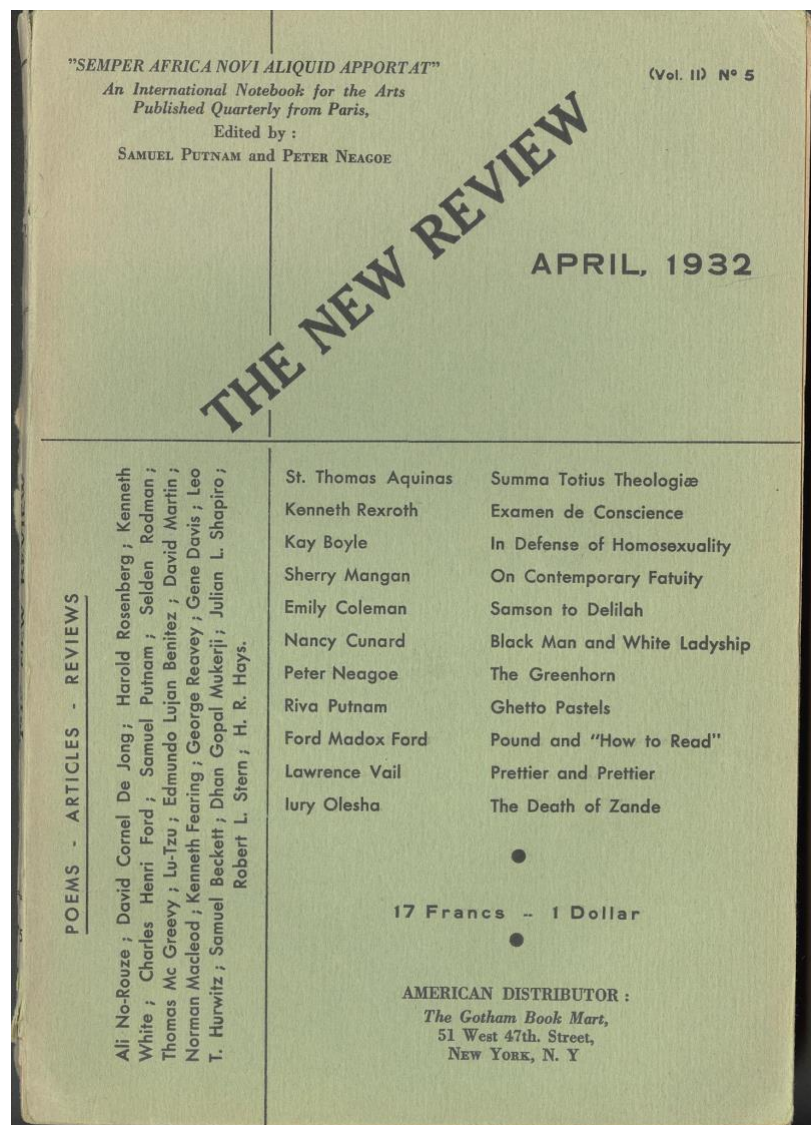 "SEMPER AFRICA NOVI ALIQUID APPORTAT"
An International Notebook for the Arts
Published Quarterly from Paris,
Edited by :
SAMUEL PUTNAM and PETER NEAGOE
(Vol. II) N° 5
THE NEW REVIEW
APRIL, 1932
POEMS - ARTICLES - REVIEWS
Ali No-Rouze ; David Cornel De Jong ; Harold Rosenberg ; Kenneth
White ; Charles Henri Ford ; Samuel Putnam ; Selden Rodman ;
Thomas Mc Greevy ; Lu-Tzu ; Edmundo Lujan Benitez ; David Martin ;
Norman Macleod ; Kenneth Fearing ; George Reavey ; Gene Davis ; Leo
T. Hurwitz ; Samuel Beckett ; Dhan Gopal Mukerji ; Julian L. Shapiro ;
Robert L. Stern ; H. R. Hays.
St. Thomas Aquinas Summa Totius Theologiæ
Kenneth Rexroth Examen de Conscience
Kay Boyle In Defense of Homosexuality
Sherry Mangan On Contemporary Fatuity
Emily Coleman Samson to Delilah
Nancy Cunard Black Man and White Ladyship
Peter Neagoe The Greenhorn
Riva Putnam Ghetto Pastels
Ford Madox Ford Pound and "How to Read"
Lawrence Vail Prettier and Prettier
Iury Olesha The Death of Zande
17 Francs -- 1 Dollar
AMERICAN DISTRIBUTOR :
The Gotham Book Mart,
51 West 47th. Street,
NEW YORK, N. Y